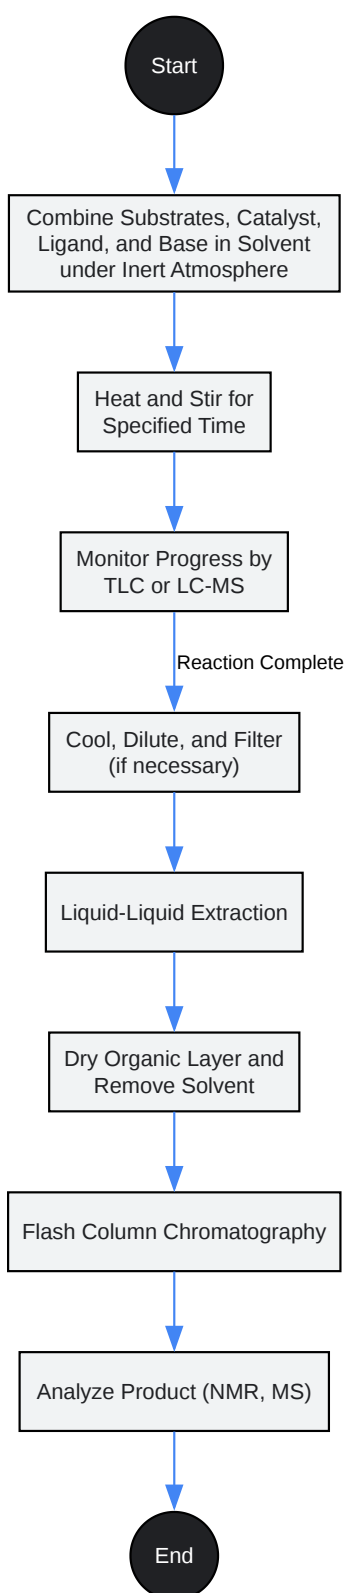 Start
Combine Substrates, Catalyst,
Ligand, and Base in Solvent
under Inert Atmosphere
Heat and Stir for
Specified Time
Monitor Progress by
TLC or LC-MS
Reaction Complete
Cool, Dilute, and Filter
(if necessary)
Liquid-Liquid Extraction
Dry Organic Layer and
Remove Solvent
Flash Column Chromatography
Analyze Product (NMR, MS)
End